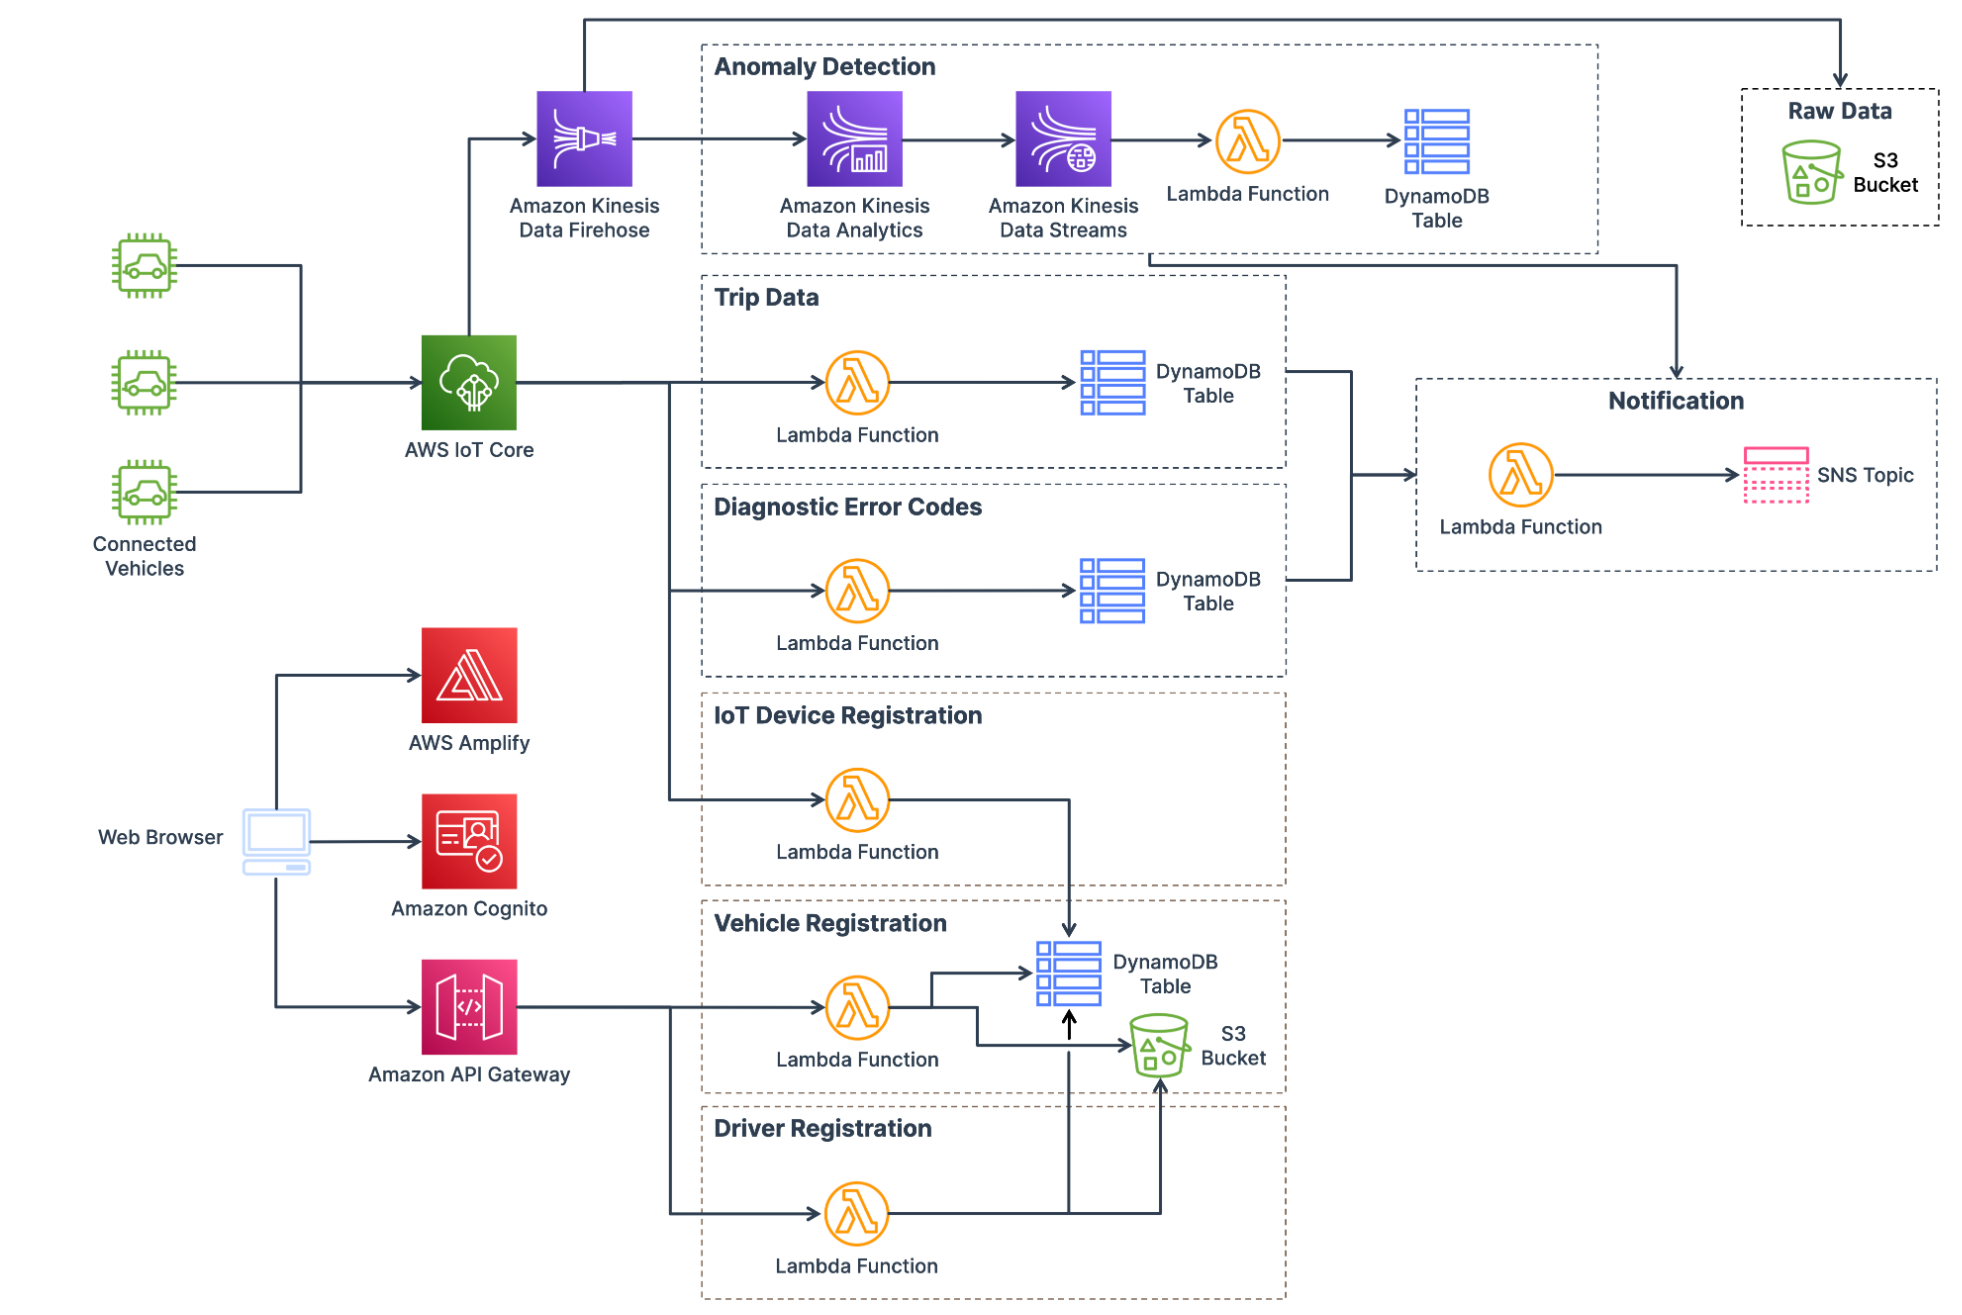 Anomaly Detection
Amazon Kinesis
Data Firehose
Amazon Kinesis
Data Analytics
Amazon Kinesis
Data Streams
Lambda Function
DynamoDB
Table
Raw Data
S3
Bucket
Connected
Vehicles
AWS IoT Core
Trip Data
Lambda Function
DynamoDB
Table
Diagnostic Error Codes
Lambda Function
DynamoDB
Table
Notification
Lambda Function
SNS Topic
Web Browser
AWS Amplify
Amazon Cognito
Amazon API Gateway
IoT Device Registration
Lambda Function
Vehicle Registration
Lambda Function
DynamoDB
Table
S3
Bucket
Driver Registration
Lambda Function